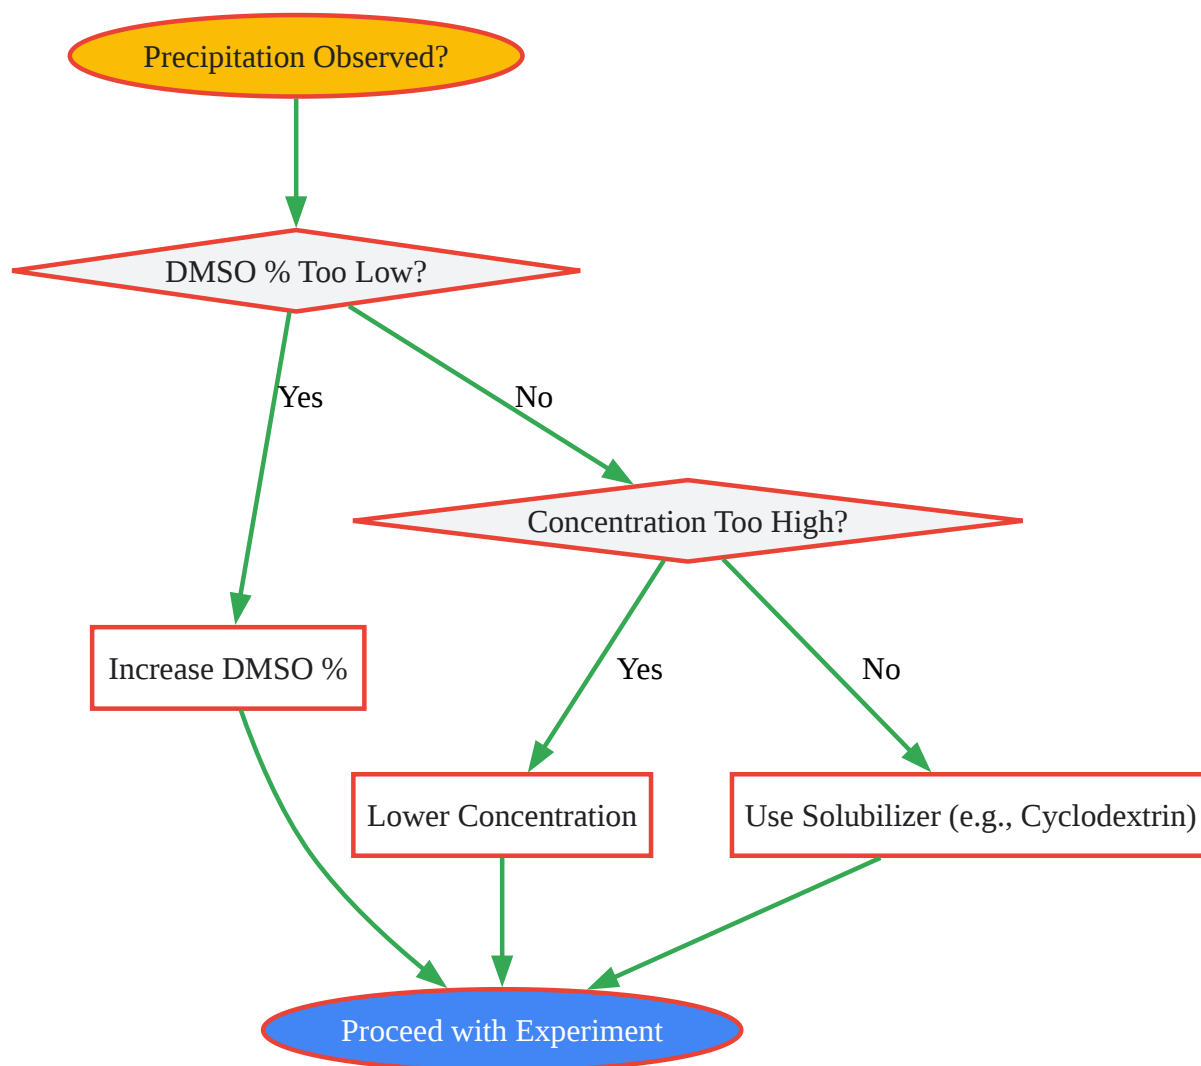 Precipitation Observed?
DMSO % Too Low?
Yes
No
Concentration Too High?
Increase DMSO %
Yes
No
Lower Concentration
Use Solubilizer (e.g., Cyclodextrin)
Proceed with Experiment